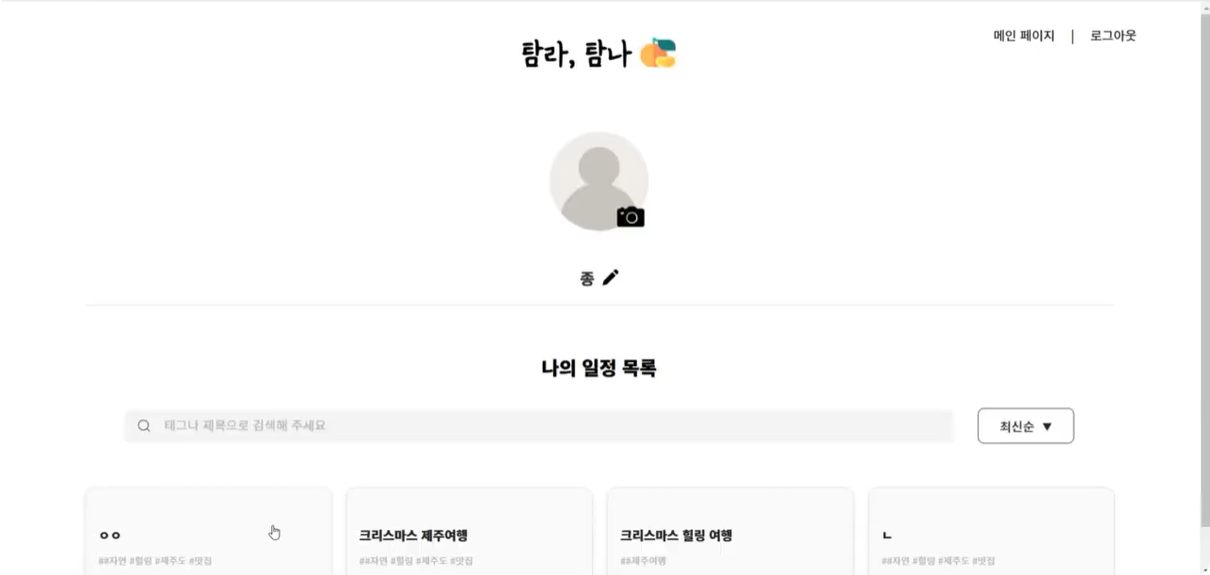 메인 페이지 | 로그아웃
탐라, 탐나
종
나의 일정 목록
태그나 제목으로 검색해 주세요
최신순 ▼
ㅇㅇ
##자연 #힐링 #제주도 #맛집
크리스마스 제주여행
##자연 #힐링 #제주도 #맛집
크리스마스 힐링 여행
##제주여행
ㄴ
##자연 #힐링 #제주도 #맛집